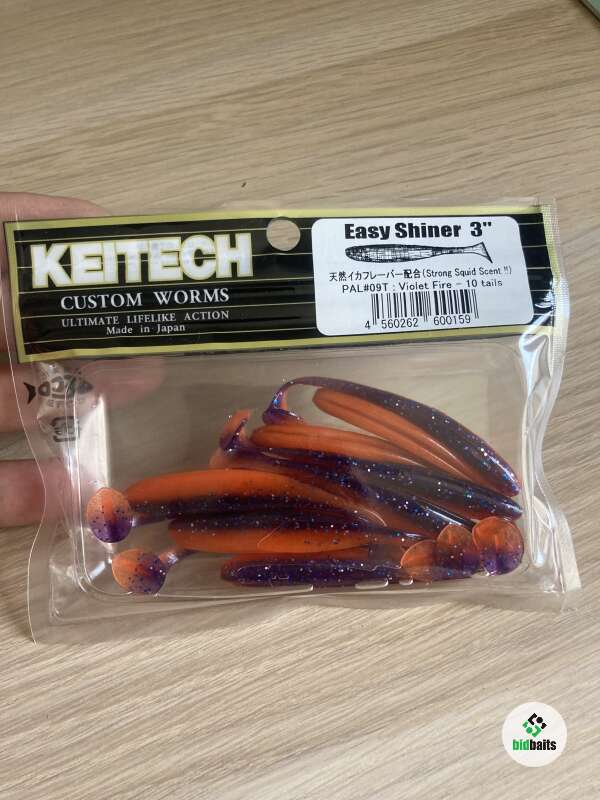 KEITECH
CUSTOM WORMS
ULTIMATE LIFELIKE ACTION
Made in Japan
Easy Shiner 3"
天然イカフレーバー配合(Strong Squid Scent !!)
PAL#09T : Violet Fire - 10 tails
4 560262 600159
bidbaits